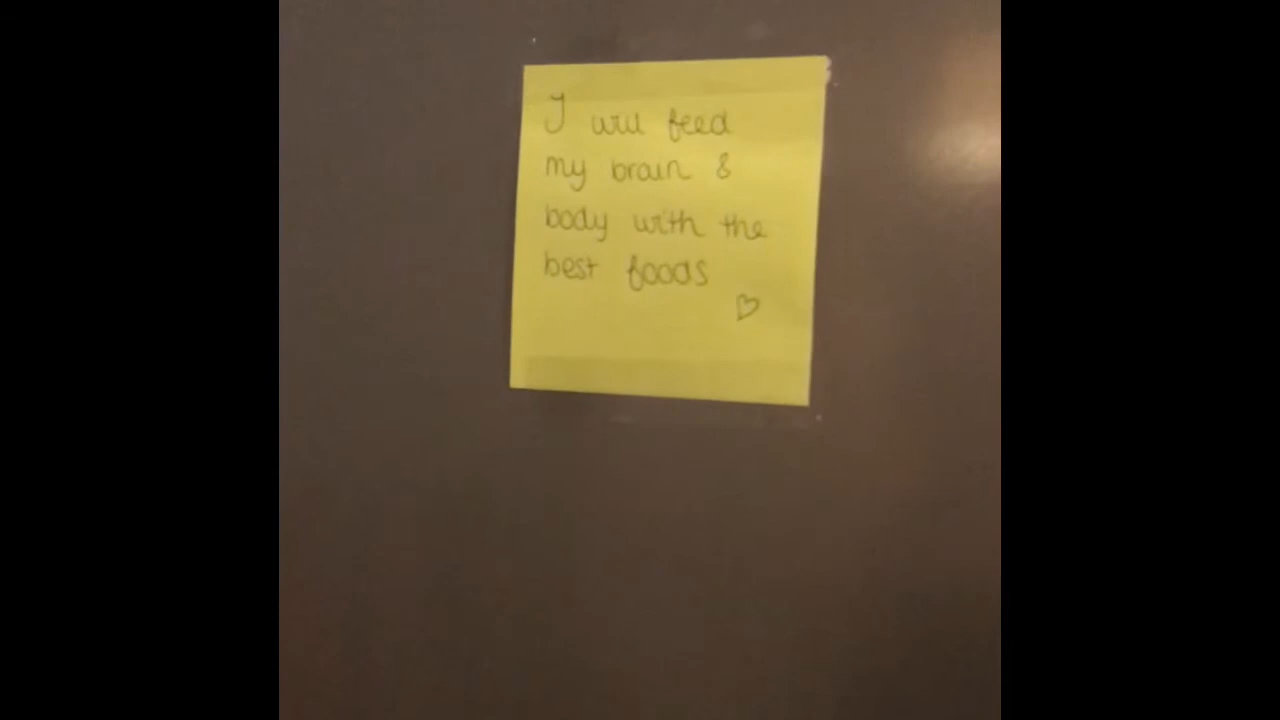 I will feed
my brain &
body with the
best foods
♡